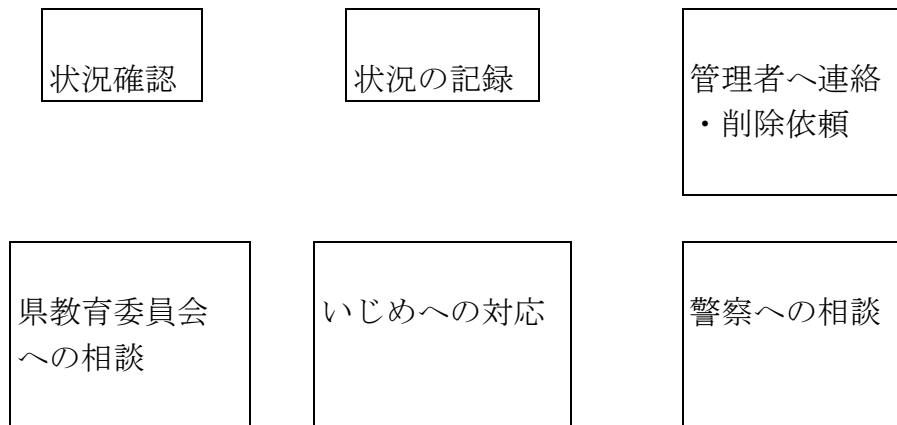 状況確認
状況の記録
管理者へ連絡
・削除依頼
県教育委員会
への相談
いじめへの対応
警察への相談